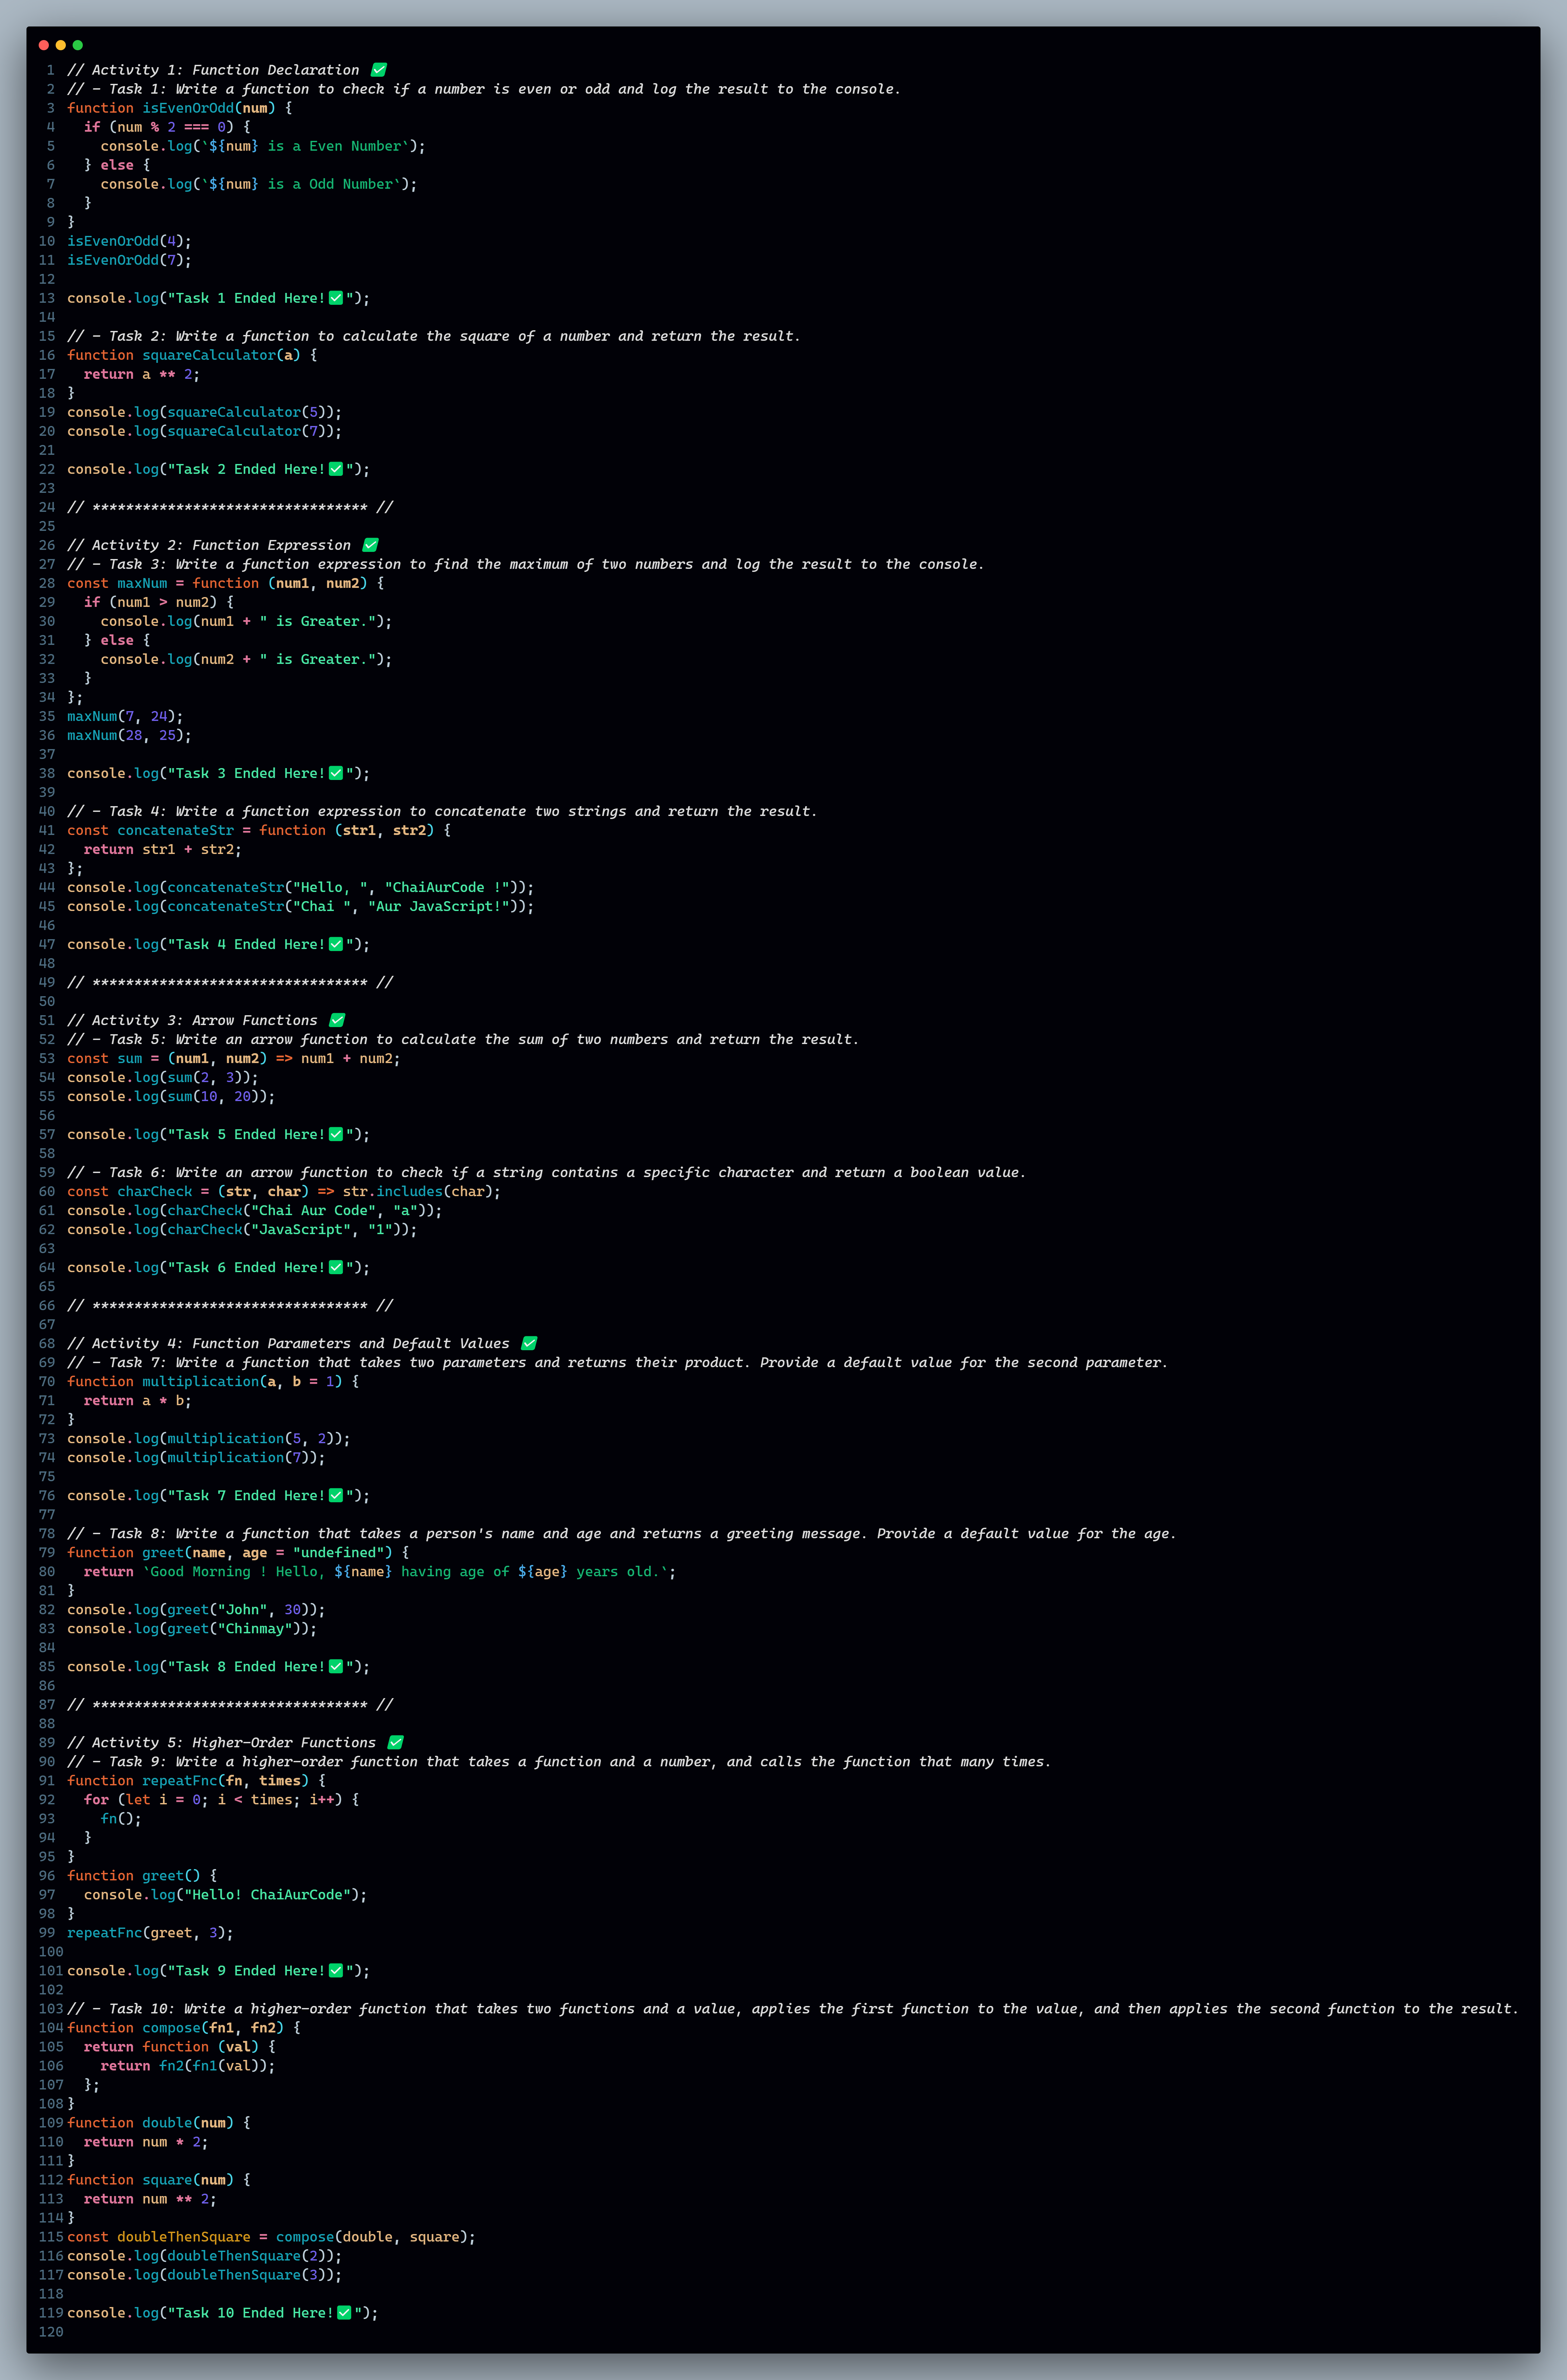 1 // Activity 1: Function Declaration ✅
2 // - Task 1: Write a function to check if a number is even or odd and log the result to the console.
3 function isEvenOrOdd(num) {
4   if (num % 2 === 0) {
5     console.log(`${num} is a Even Number`);
6   } else {
7     console.log(`${num} is a Odd Number`);
8   }
9 }
10 isEvenOrOdd(4);
11 isEvenOrOdd(7);
12
13 console.log("Task 1 Ended Here!✅");
14
15 // - Task 2: Write a function to calculate the square of a number and return the result.
16 function squareCalculator(a) {
17   return a ** 2;
18 }
19 console.log(squareCalculator(5));
20 console.log(squareCalculator(7));
21
22 console.log("Task 2 Ended Here!✅");
23
24 // ********************************* //
25
26 // Activity 2: Function Expression ✅
27 // - Task 3: Write a function expression to find the maximum of two numbers and log the result to the console.
28 const maxNum = function (num1, num2) {
29   if (num1 > num2) {
30     console.log(num1 + " is Greater.");
31   } else {
32     console.log(num2 + " is Greater.");
33   }
34 };
35 maxNum(7, 24);
36 maxNum(28, 25);
37
38 console.log("Task 3 Ended Here!✅");
39
40 // - Task 4: Write a function expression to concatenate two strings and return the result.
41 const concatenateStr = function (str1, str2) {
42   return str1 + str2;
43 };
44 console.log(concatenateStr("Hello, ", "ChaiAurCode !"));
45 console.log(concatenateStr("Chai ", "Aur JavaScript!"));
46
47 console.log("Task 4 Ended Here!✅");
48
49 // ********************************* //
50
51 // Activity 3: Arrow Functions ✅
52 // - Task 5: Write an arrow function to calculate the sum of two numbers and return the result.
53 const sum = (num1, num2) => num1 + num2;
54 console.log(sum(2, 3));
55 console.log(sum(10, 20));
56
57 console.log("Task 5 Ended Here!✅");
58
59 // - Task 6: Write an arrow function to check if a string contains a specific character and return a boolean value.
60 const charCheck = (str, char) => str.includes(char);
61 console.log(charCheck("Chai Aur Code", "a"));
62 console.log(charCheck("JavaScript", "1"));
63
64 console.log("Task 6 Ended Here!✅");
65
66 // ********************************* //
67
68 // Activity 4: Function Parameters and Default Values ✅
69 // - Task 7: Write a function that takes two parameters and returns their product. Provide a default value for the second parameter.
70 function multiplication(a, b = 1) {
71   return a * b;
72 }
73 console.log(multiplication(5, 2));
74 console.log(multiplication(7));
75
76 console.log("Task 7 Ended Here!✅");
77
78 // - Task 8: Write a function that takes a person's name and age and returns a greeting message. Provide a default value for the age.
79 function greet(name, age = "undefined") {
80   return `Good Morning ! Hello, ${name} having age of ${age} years old.`;
81 }
82 console.log(greet("John", 30));
83 console.log(greet("Chinmay"));
84
85 console.log("Task 8 Ended Here!✅");
86
87 // ********************************* //
88
89 // Activity 5: Higher-Order Functions ✅
90 // - Task 9: Write a higher-order function that takes a function and a number, and calls the function that many times.
91 function repeatFnc(fn, times) {
92   for (let i = 0; i < times; i++) {
93     fn();
94   }
95 }
96 function greet() {
97   console.log("Hello! ChaiAurCode");
98 }
99 repeatFnc(greet, 3);
100
101 console.log("Task 9 Ended Here!✅");
102
103 // - Task 10: Write a higher-order function that takes two functions and a value, applies the first function to the value, and then applies the second function to the result.
104 function compose(fn1, fn2) {
105   return function (val) {
106     return fn2(fn1(val));
107   };
108 }
109 function double(num) {
110   return num * 2;
111 }
112 function square(num) {
113   return num ** 2;
114 }
115 const doubleThenSquare = compose(double, square);
116 console.log(doubleThenSquare(2));
117 console.log(doubleThenSquare(3));
118
119 console.log("Task 10 Ended Here!✅");
120